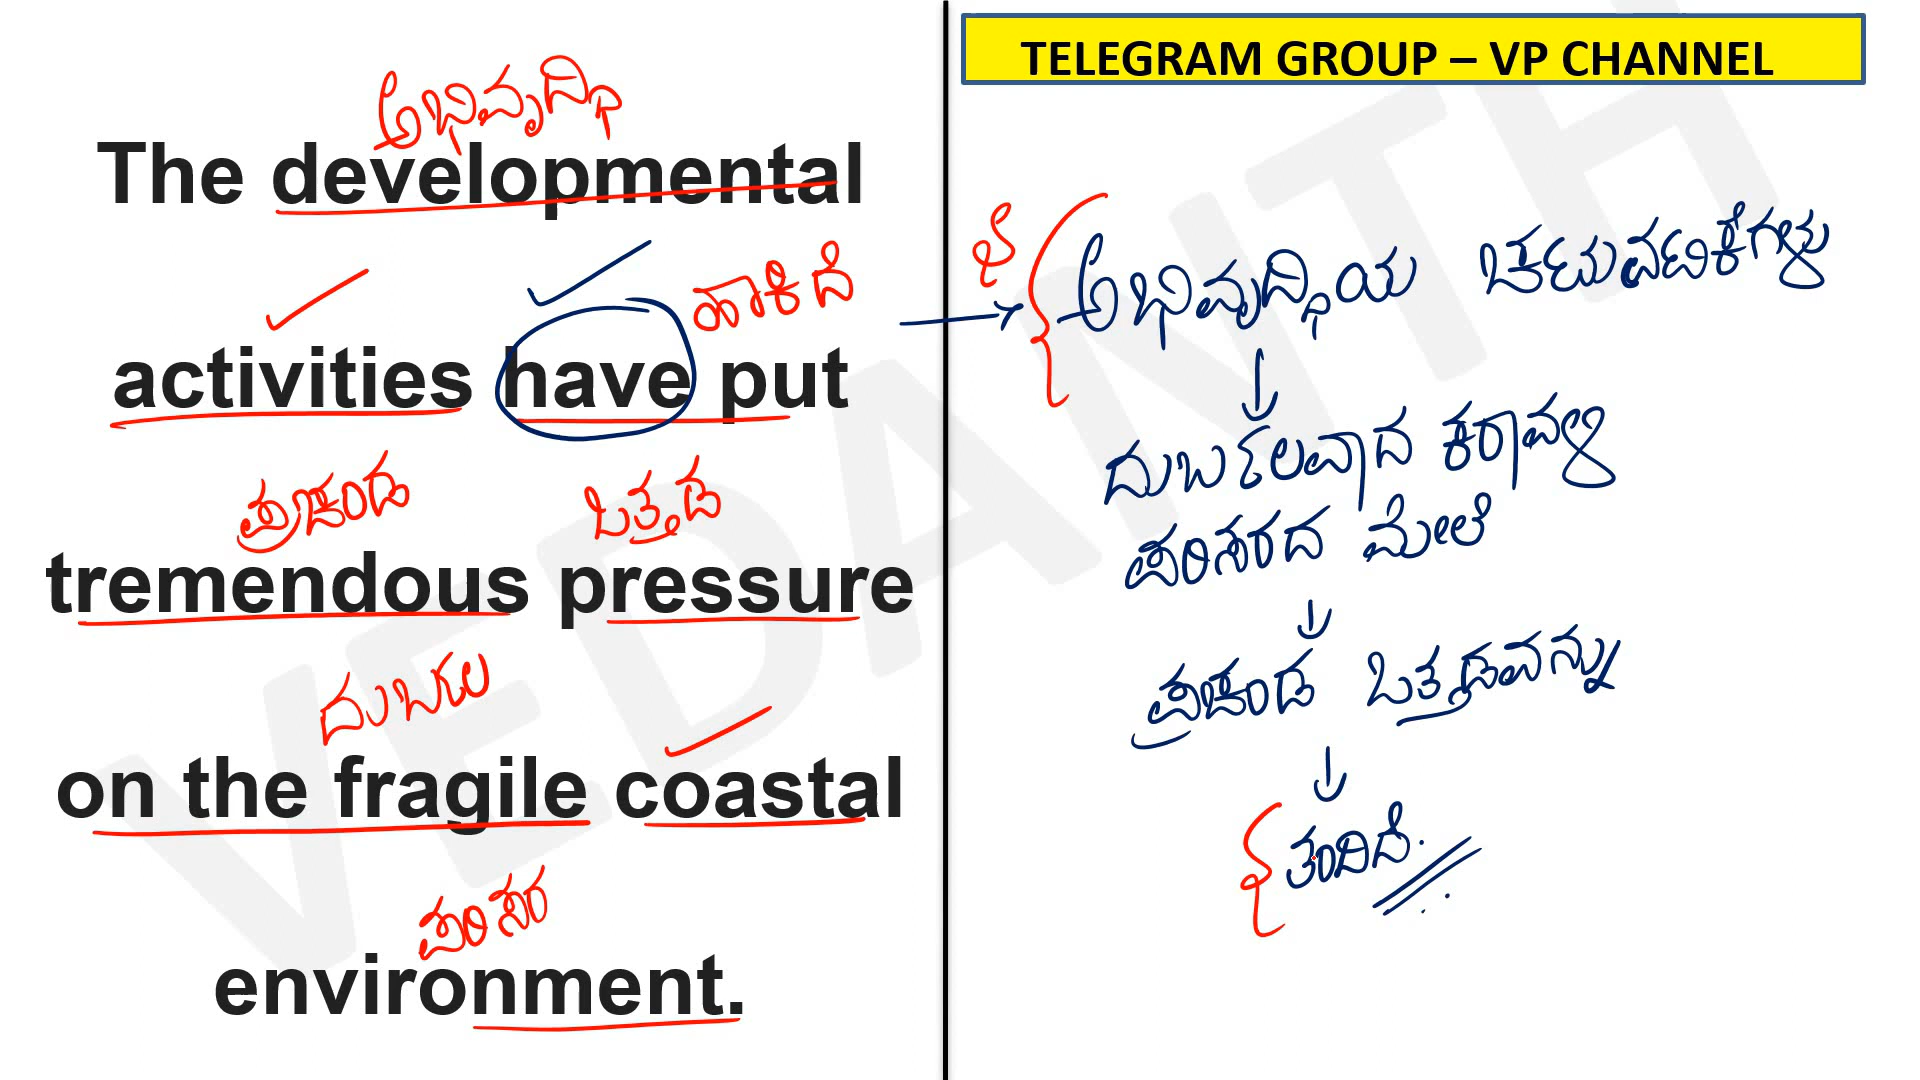 TELEGRAM GROUP – VP CHANNEL
ಅಭಿವೃದ್ಧಿ
The developmental
ಹಾಕಿದೆ
activities have put
ಪ್ರಚಂಡ ಒತ್ತಡ
tremendous pressure
ದುರ್ಬಲ
on the fragile coastal
ಪರಿಸರ
environment.
ಅಭಿವೃದ್ಧಿಯ ಚಟುವಟಿಕೆಗಳು
ದುರ್ಬಲವಾದ ಕರಾವಳಿ
ಪರಿಸರದ ಮೇಲೆ
ಪ್ರಚಂಡ ಒತ್ತಡವನ್ನು
ತಂದಿದೆ.
VEDANTH